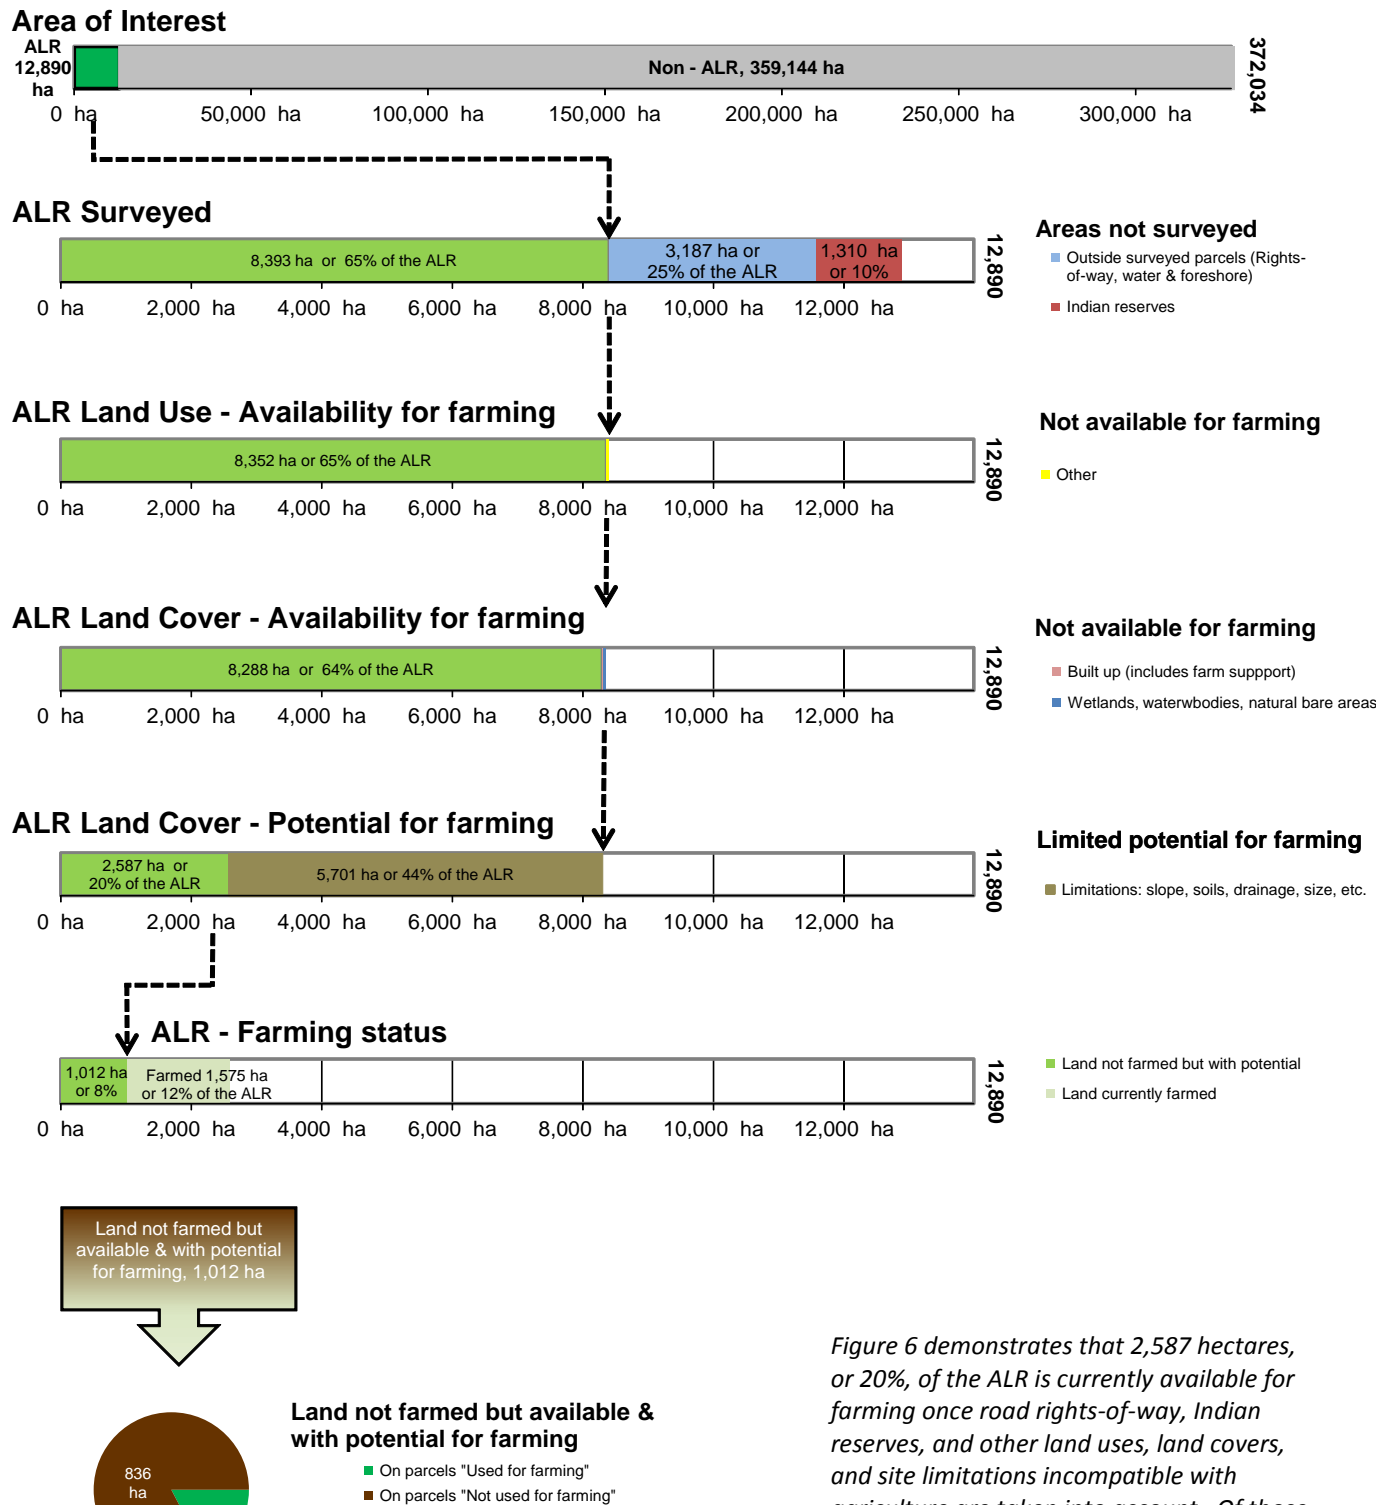 Area of Interest
ALR
12,890
ha
Non - ALR, 359,144 ha
372,034
0 ha 50,000 ha 100,000 ha 150,000 ha 200,000 ha 250,000 ha 300,000 ha
ALR Surveyed
8,393 ha or 65% of the ALR
3,187 ha or
25% of the ALR
1,310 ha
or 10%
12,890
0 ha 2,000 ha 4,000 ha 6,000 ha 8,000 ha 10,000 ha 12,000 ha
Areas not surveyed
Outside surveyed parcels (Rights-
of-way, water & foreshore)
Indian reserves
ALR Land Use - Availability for farming
8,352 ha or 65% of the ALR
12,890
0 ha 2,000 ha 4,000 ha 6,000 ha 8,000 ha 10,000 ha 12,000 ha
Not available for farming
Other
ALR Land Cover - Availability for farming
8,288 ha or 64% of the ALR
12,890
0 ha 2,000 ha 4,000 ha 6,000 ha 8,000 ha 10,000 ha 12,000 ha
Not available for farming
Built up (includes farm suppport)
Wetlands, waterwbodies, natural bare areas
ALR Land Cover - Potential for farming
2,587 ha or
20% of the ALR
5,701 ha or 44% of the ALR
12,890
0 ha 2,000 ha 4,000 ha 6,000 ha 8,000 ha 10,000 ha 12,000 ha
Limited potential for farming
Limitations: slope, soils, drainage, size, etc.
ALR - Farming status
1,012 ha
or 8%
Farmed 1,575 ha
or 12% of the ALR
12,890
0 ha 2,000 ha 4,000 ha 6,000 ha 8,000 ha 10,000 ha 12,000 ha
Land not farmed but with potential
Land currently farmed
Land not farmed but
available & with potential
for farming, 1,012 ha
836
ha
Land not farmed but available &
with potential for farming
On parcels "Used for farming"
On parcels "Not used for farming"
Figure 6 demonstrates that 2,587 hectares,
or 20%, of the ALR is currently available for
farming once road rights-of-way, Indian
reserves, and other land uses, land covers,
and site limitations incompatible with
agriculture are taken into account. Of those